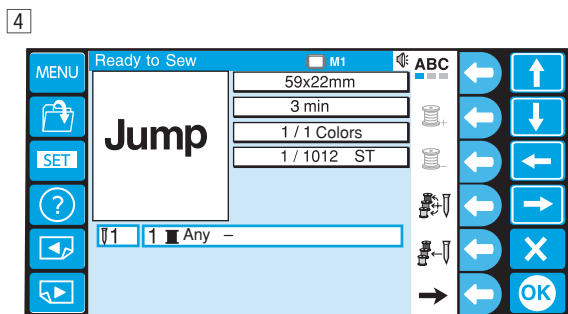 4
MENU
Ready to Sew
M1
ABC
59x22mm
Jump
3 min
1 / 1 Colors
SET
1 / 1012 ST
?
1
1 Any –
X
OK